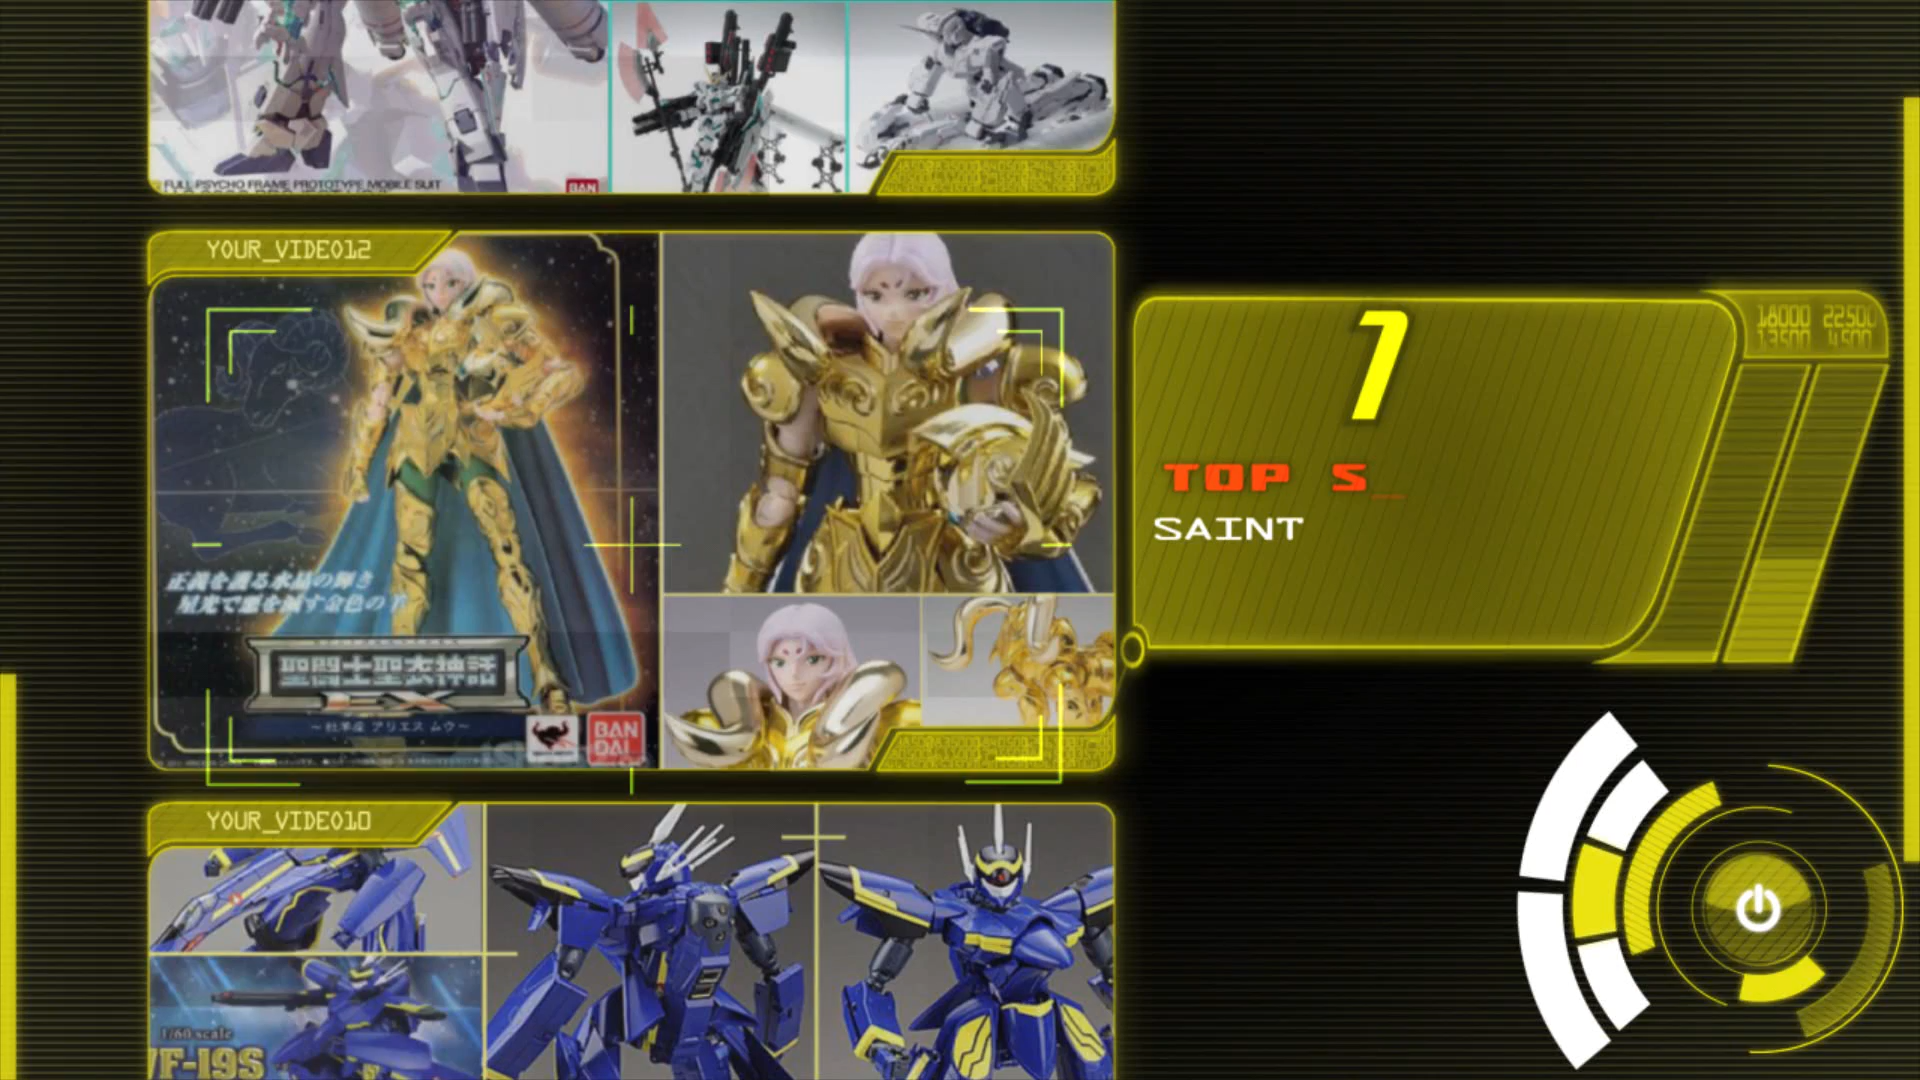 FULL PSYCHO FRAME PROTOTYPE MOBILE SUIT
BAN
YOUR_VIDEO12
正義を護る水晶の輝き
星光で悪を滅す金色の羊
聖闘士聖衣神話
EX
~牡羊座 アリエス ムウ~
BAN
DAI
7
TOP S_
SAINT
18000 22500
13500 4500
YOUR_VIDEO10
1/60 scale
VF-19S